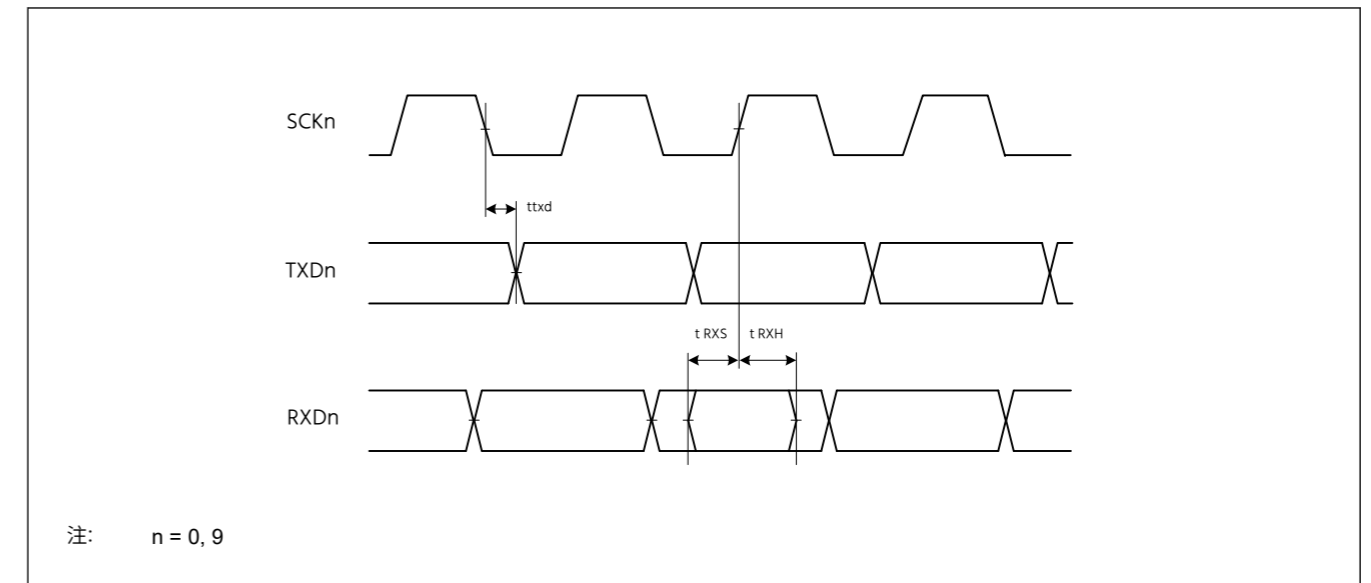 SCKn
ttxd
TXDn
t RXS t RXH
RXDn
注: n = 0, 9